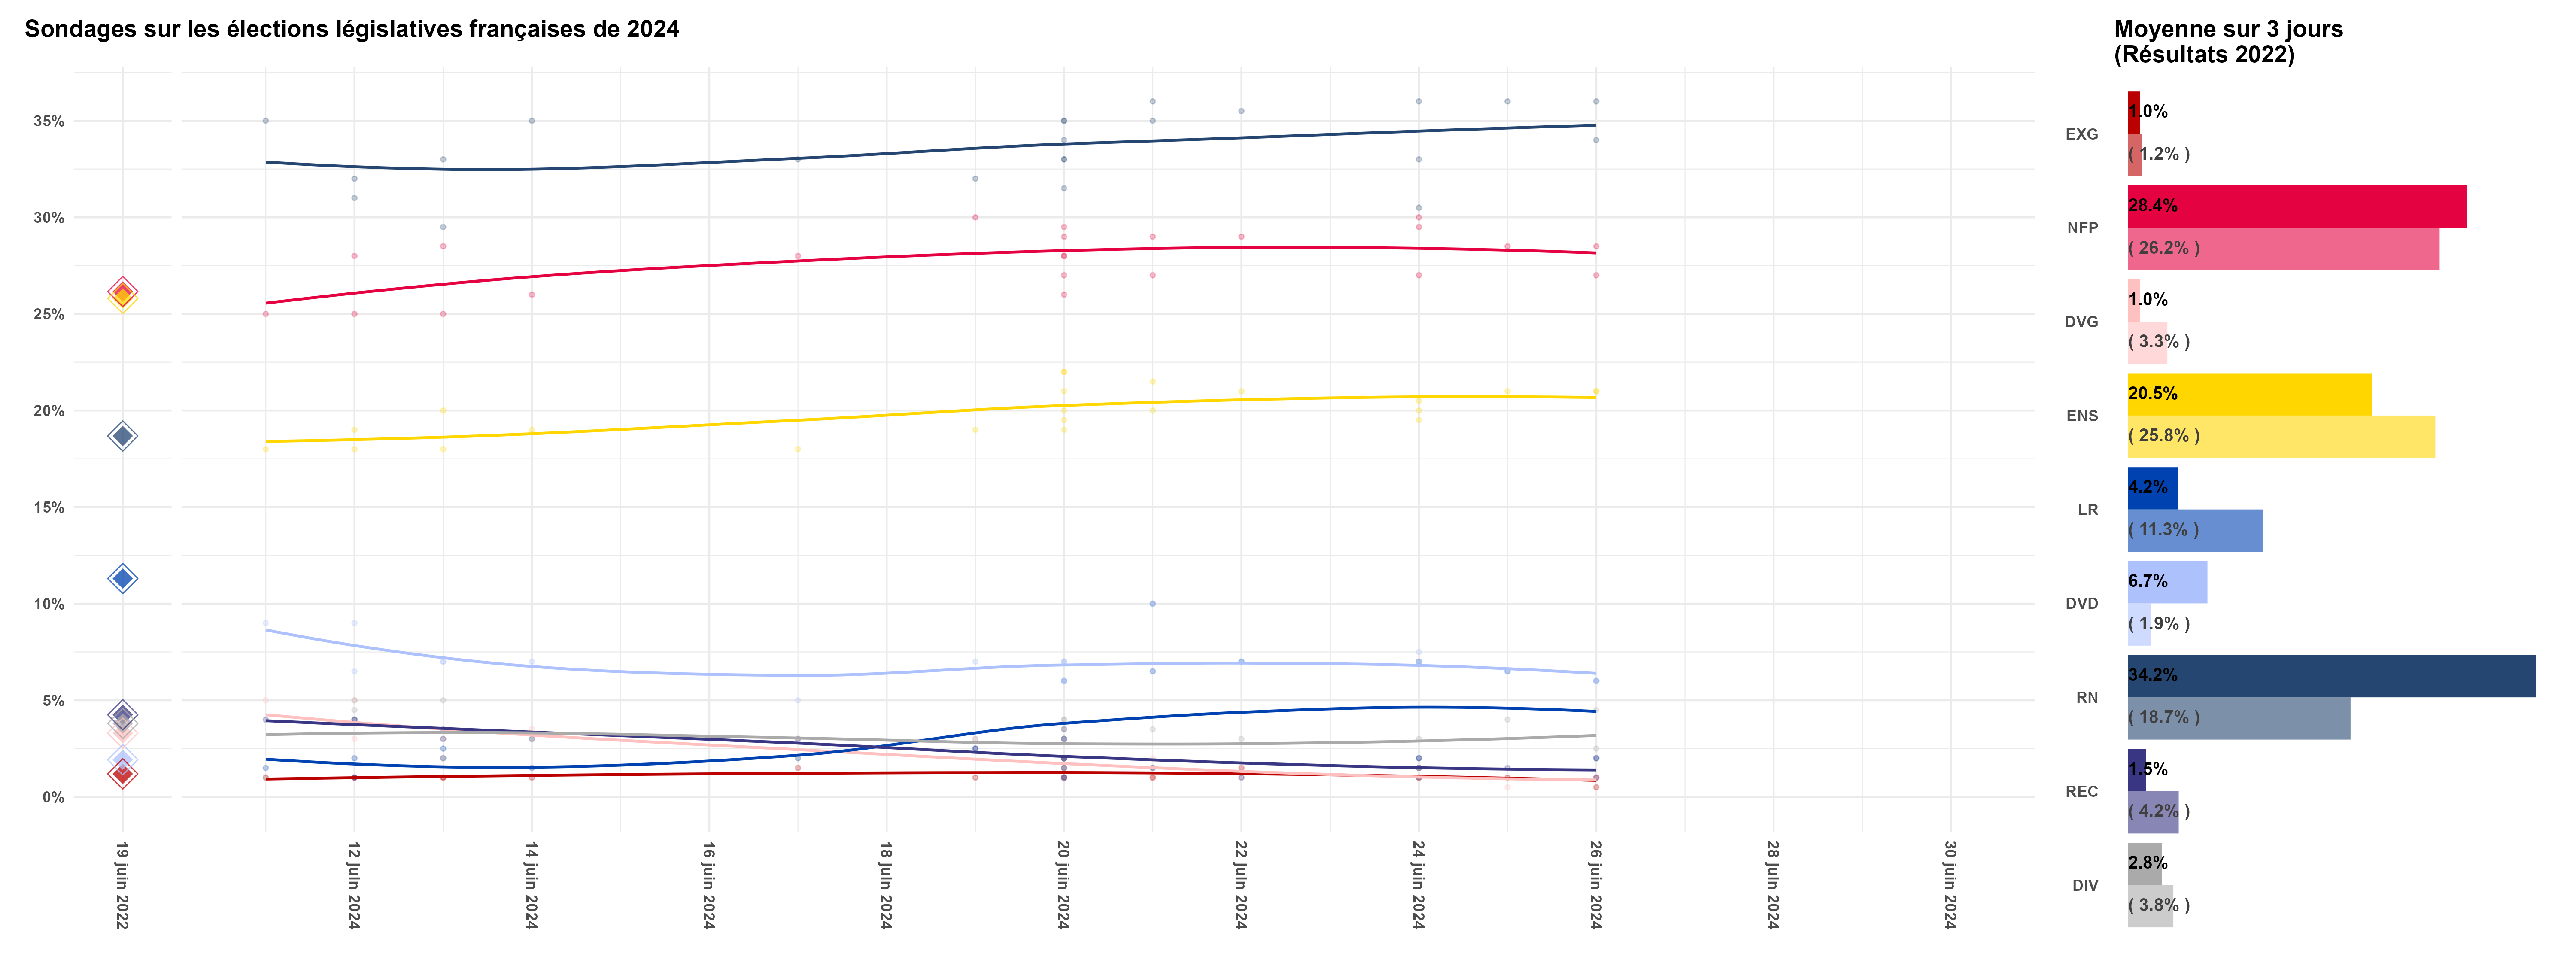 Sondages sur les élections législatives françaises de 2024
35%
30%
25%
20%
15%
10%
5%
0%
19 juin 2022
12 juin 2024
14 juin 2024
16 juin 2024
18 juin 2024
20 juin 2024
22 juin 2024
24 juin 2024
26 juin 2024
28 juin 2024
30 juin 2024
Moyenne sur 3 jours
(Résultats 2022)
EXG
1.0%
( 1.2% )
NFP
28.4%
( 26.2% )
DVG
1.0%
( 3.3% )
ENS
20.5%
( 25.8% )
LR
4.2%
( 11.3% )
DVD
6.7%
( 1.9% )
RN
34.2%
( 18.7% )
REC
1.5%
( 4.2% )
DIV
2.8%
( 3.8% )